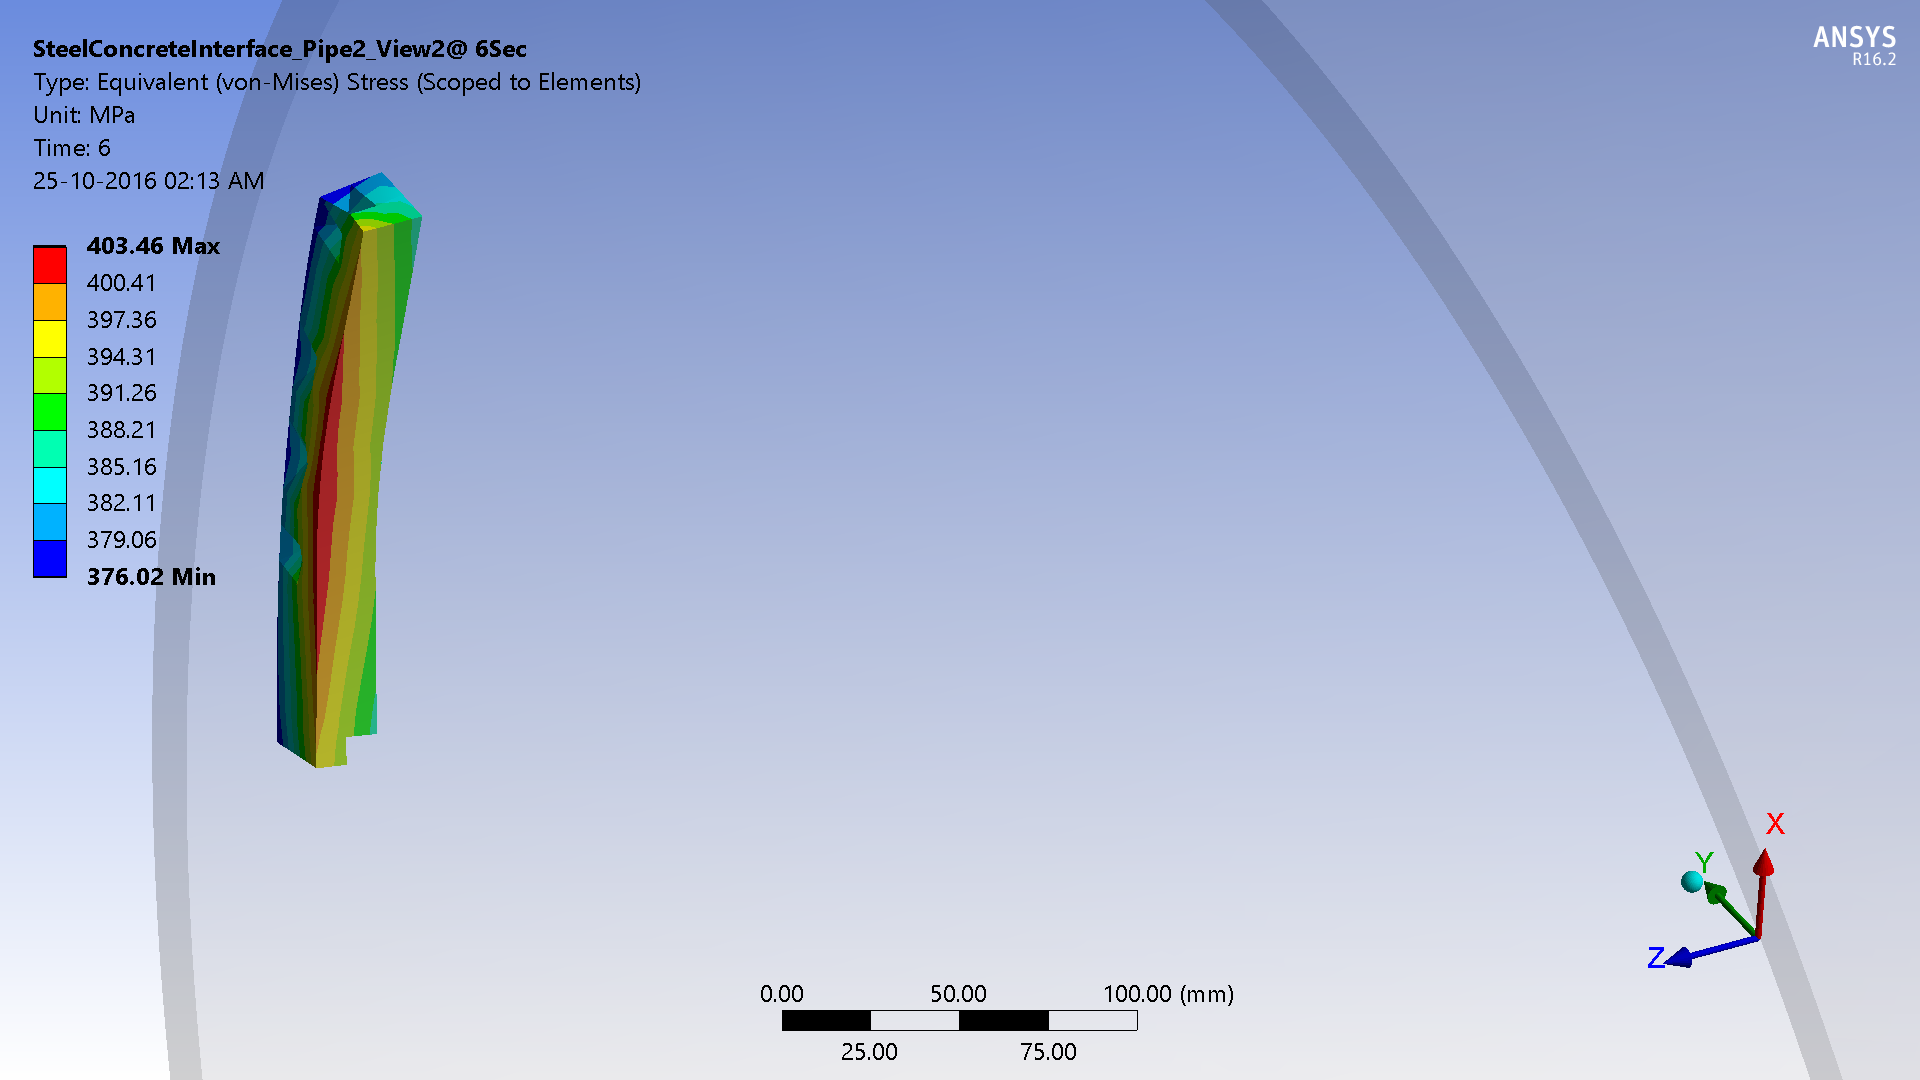 SteelConcreteInterface_Pipe2_View2@ 6Sec
Type: Equivalent (von-Mises) Stress (Scoped to Elements)
Unit: MPa
Time: 6
25-10-2016 02:13 AM
ANSYS
R16.2
403.46 Max
400.41
397.36
394.31
391.26
388.21
385.16
382.11
379.06
376.02 Min
X
Y
Z
0.00 50.00 100.00 (mm)
25.00 75.00